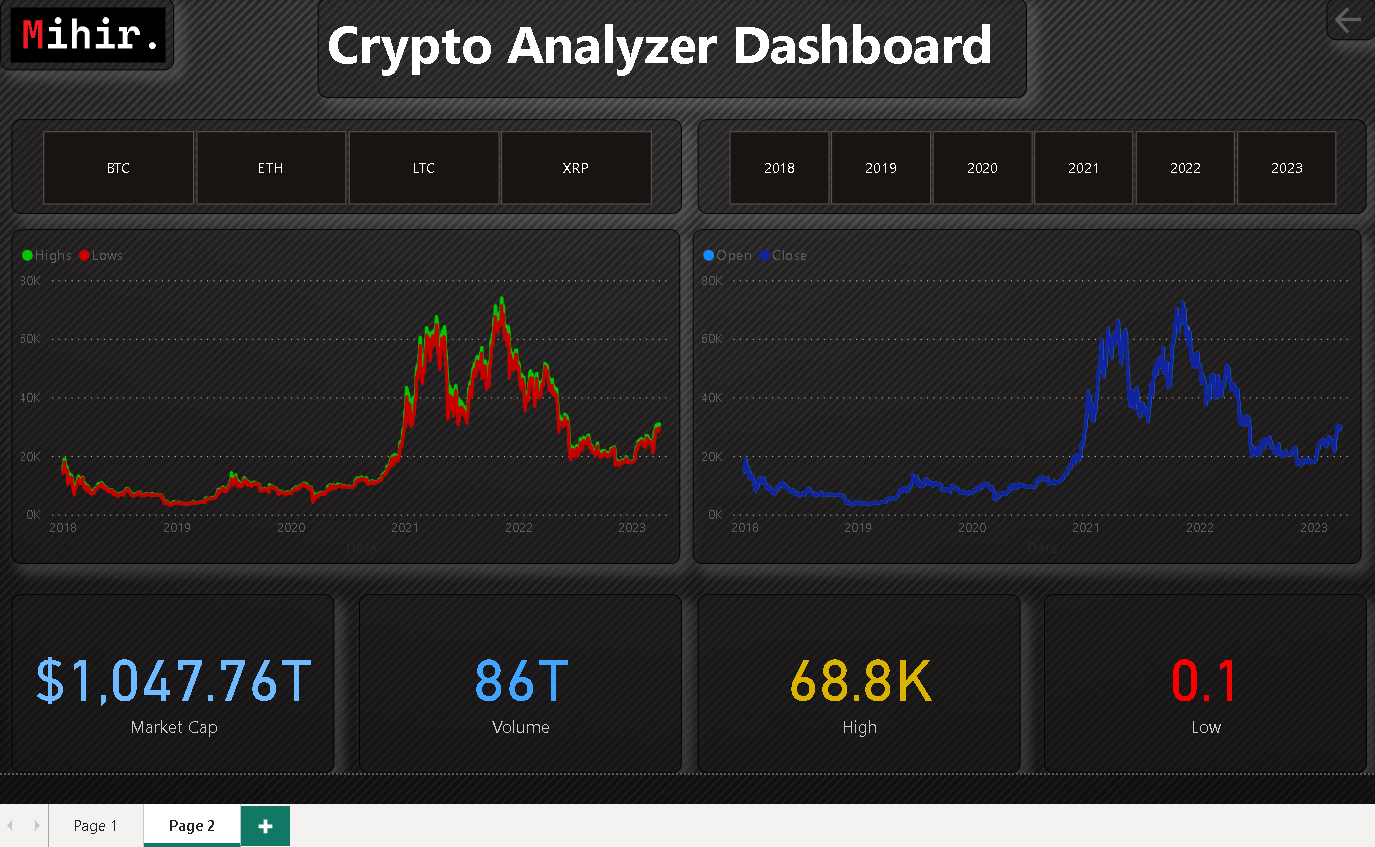 Mihir.
Crypto Analyzer Dashboard
BTC ETH LTC XRP
2018 2019 2020 2021 2022 2023
Highs Lows
80K
60K
40K
20K
0K
2018 2019 2020 2021 2022 2023
Date
Open Close
80K
60K
40K
20K
0K
2018 2019 2020 2021 2022 2023
Date
$1,047.76T
Market Cap
86T
Volume
68.8K
High
0.1
Low
Page 1
Page 2